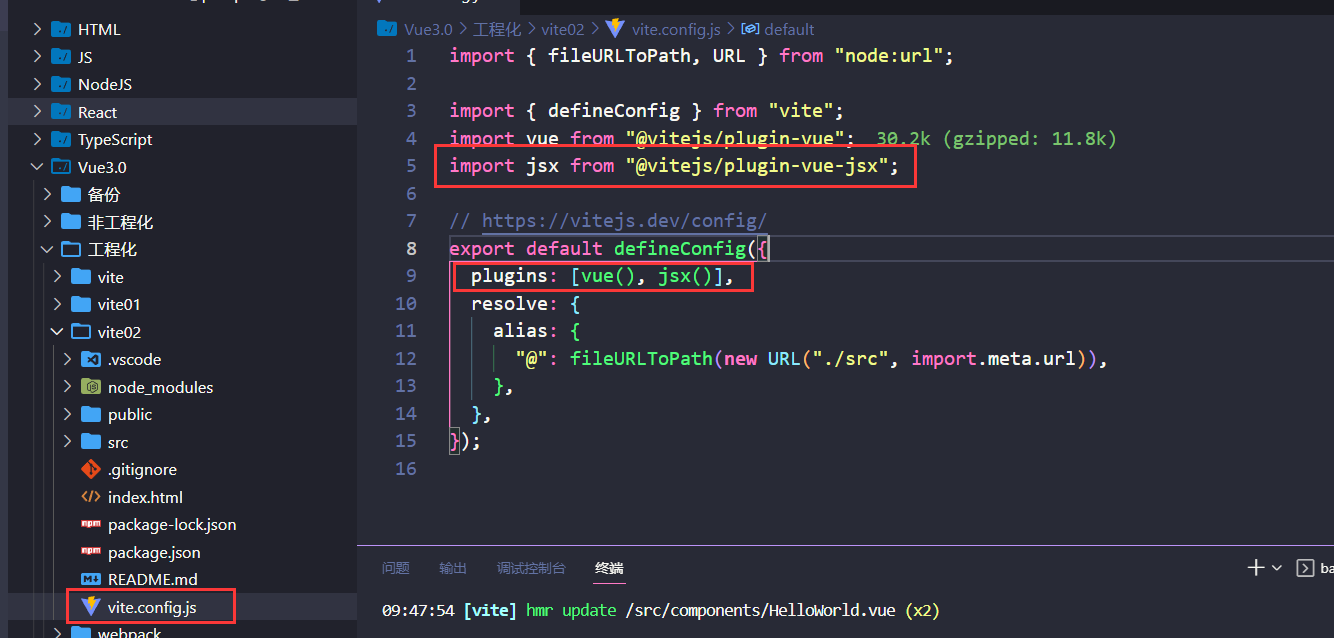 HTML
JS
NodeJS
React
TypeScript
Vue3.0
备份
非工程化
工程化
vite
vite01
vite02
.vscode
node_modules
public
src
.gitignore
index.html
package-lock.json
package.json
README.md
vite.config.js
webpack
Vue3.0 > 工程化 > vite02 > vite.config.js > default
1 import { fileURLToPath, URL } from "node:url";
2
3 import { defineConfig } from "vite";
4 import vue from "@vitejs/plugin-vue"; 30.2k (gzipped: 11.8k)
5 import jsx from "@vitejs/plugin-vue-jsx";
6
7 // https://vitejs.dev/config/
8 export default defineConfig({
9 plugins: [vue(), jsx()],
10 resolve: {
11 alias: {
12 "@": fileURLToPath(new URL("./src", import.meta.url)),
13 },
14 },
15 });
16
问题 输出 调试控制台 终端
09:47:54 [vite] hmr update /src/components/HelloWorld.vue (x2)